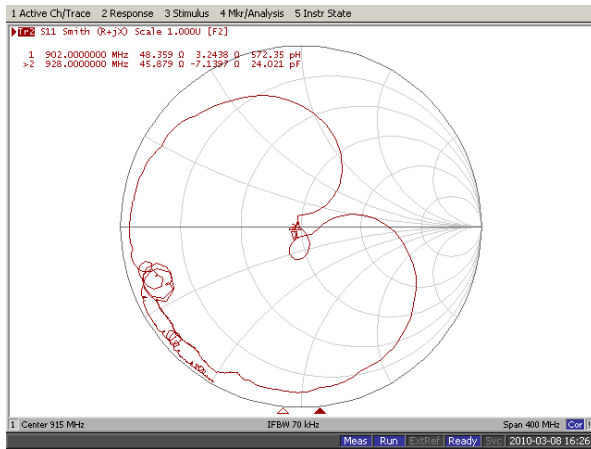 1 Active Ch/Trace 2 Response 3 Stimulus 4 Mkr/Analysis 5 Instr State
Tr2 S11 Smith (R+jX) Scale 1.000U [F2]
1 902.0000000 MHz 48.359 Ω 3.2438 Ω 572.35 pH
>2 928.0000000 MHz 45.879 Ω -7.1397 Ω 24.021 pF
1 Center 915 MHz IFBW 70 kHz Span 400 MHz Cor !
Meas Run ExtRef Ready Svc 2010-03-08 16:26